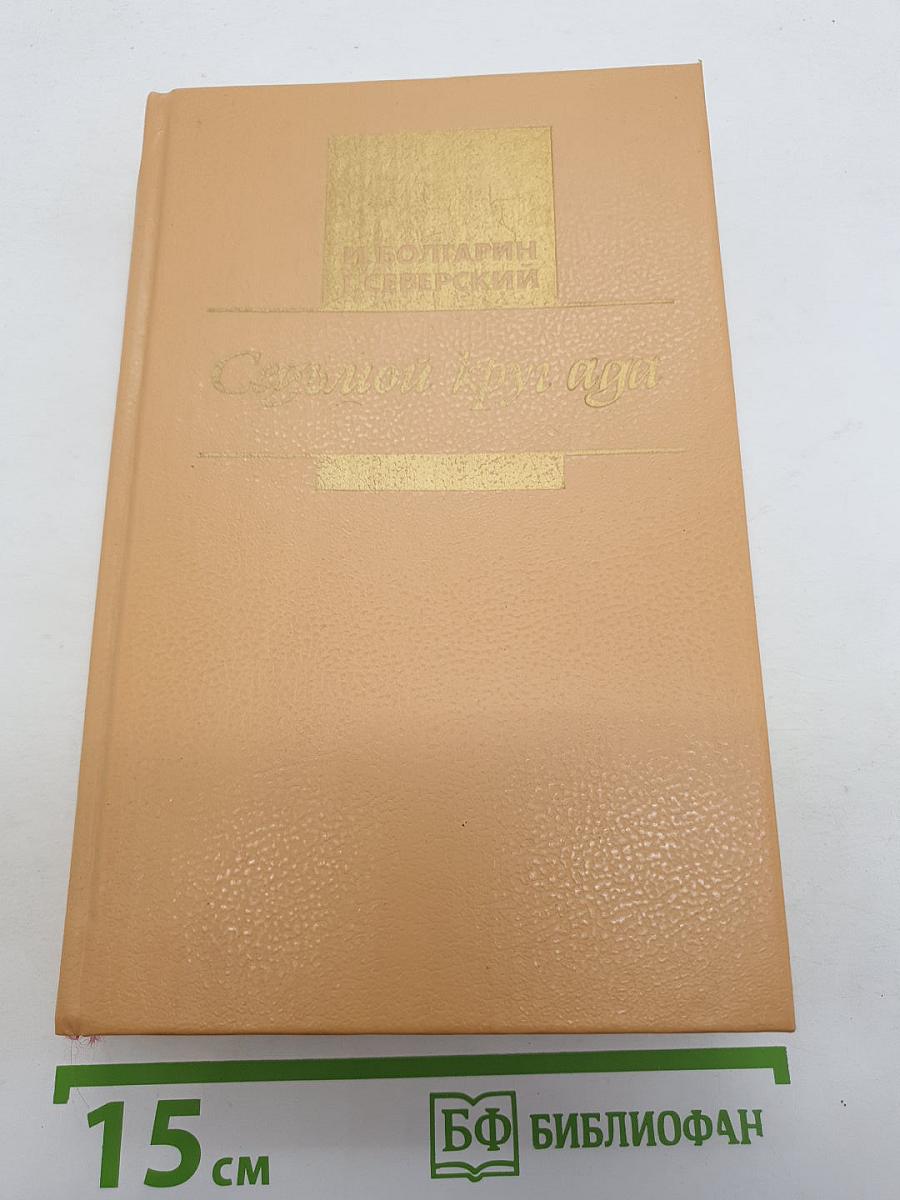 И. БОЛГАРИН
Г. СЕВЕРСКИЙ
Седьмой круг ада
15 см
БФ БИБЛИОФАН